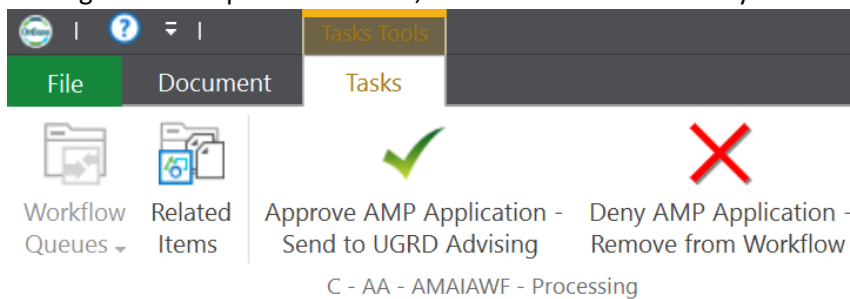 OnBase | ? |
Tasks Tools
File Document Tasks
Workflow Queues
Related Items
Approve AMP Application -
Send to UGRD Advising
Deny AMP Application -
Remove from Workflow
C - AA - AMAIAWF - Processing